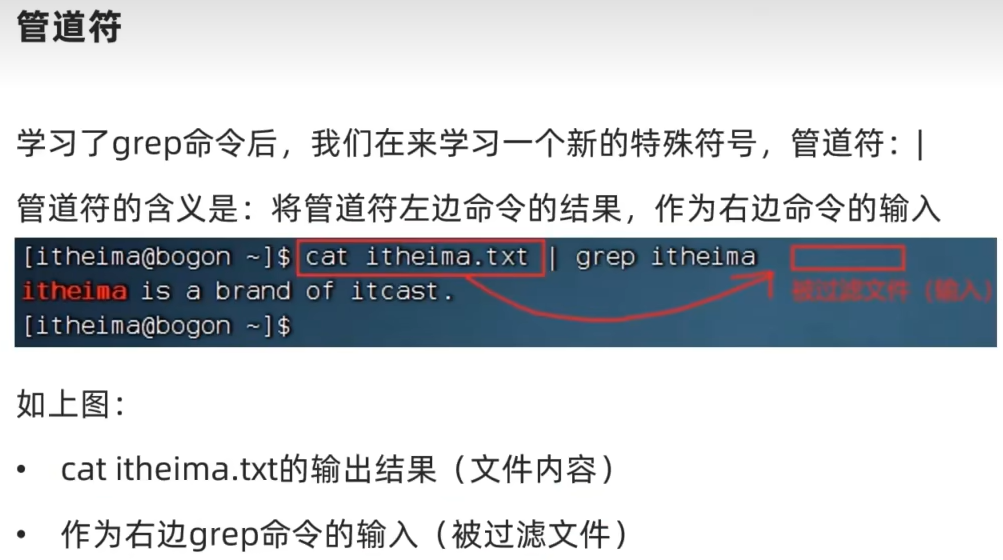 管道符
学习了grep命令后，我们在来学习一个新的特殊符号，管道符：|
管道符的含义是：将管道符左边命令的结果，作为右边命令的输入
[itheima@bogon ~]$ cat itheima.txt | grep itheima
被过滤文件（输入）
itheima is a brand of itcast.
[itheima@bogon ~]$
如上图：
• cat itheima.txt的输出结果（文件内容）
• 作为右边grep命令的输入（被过滤文件）